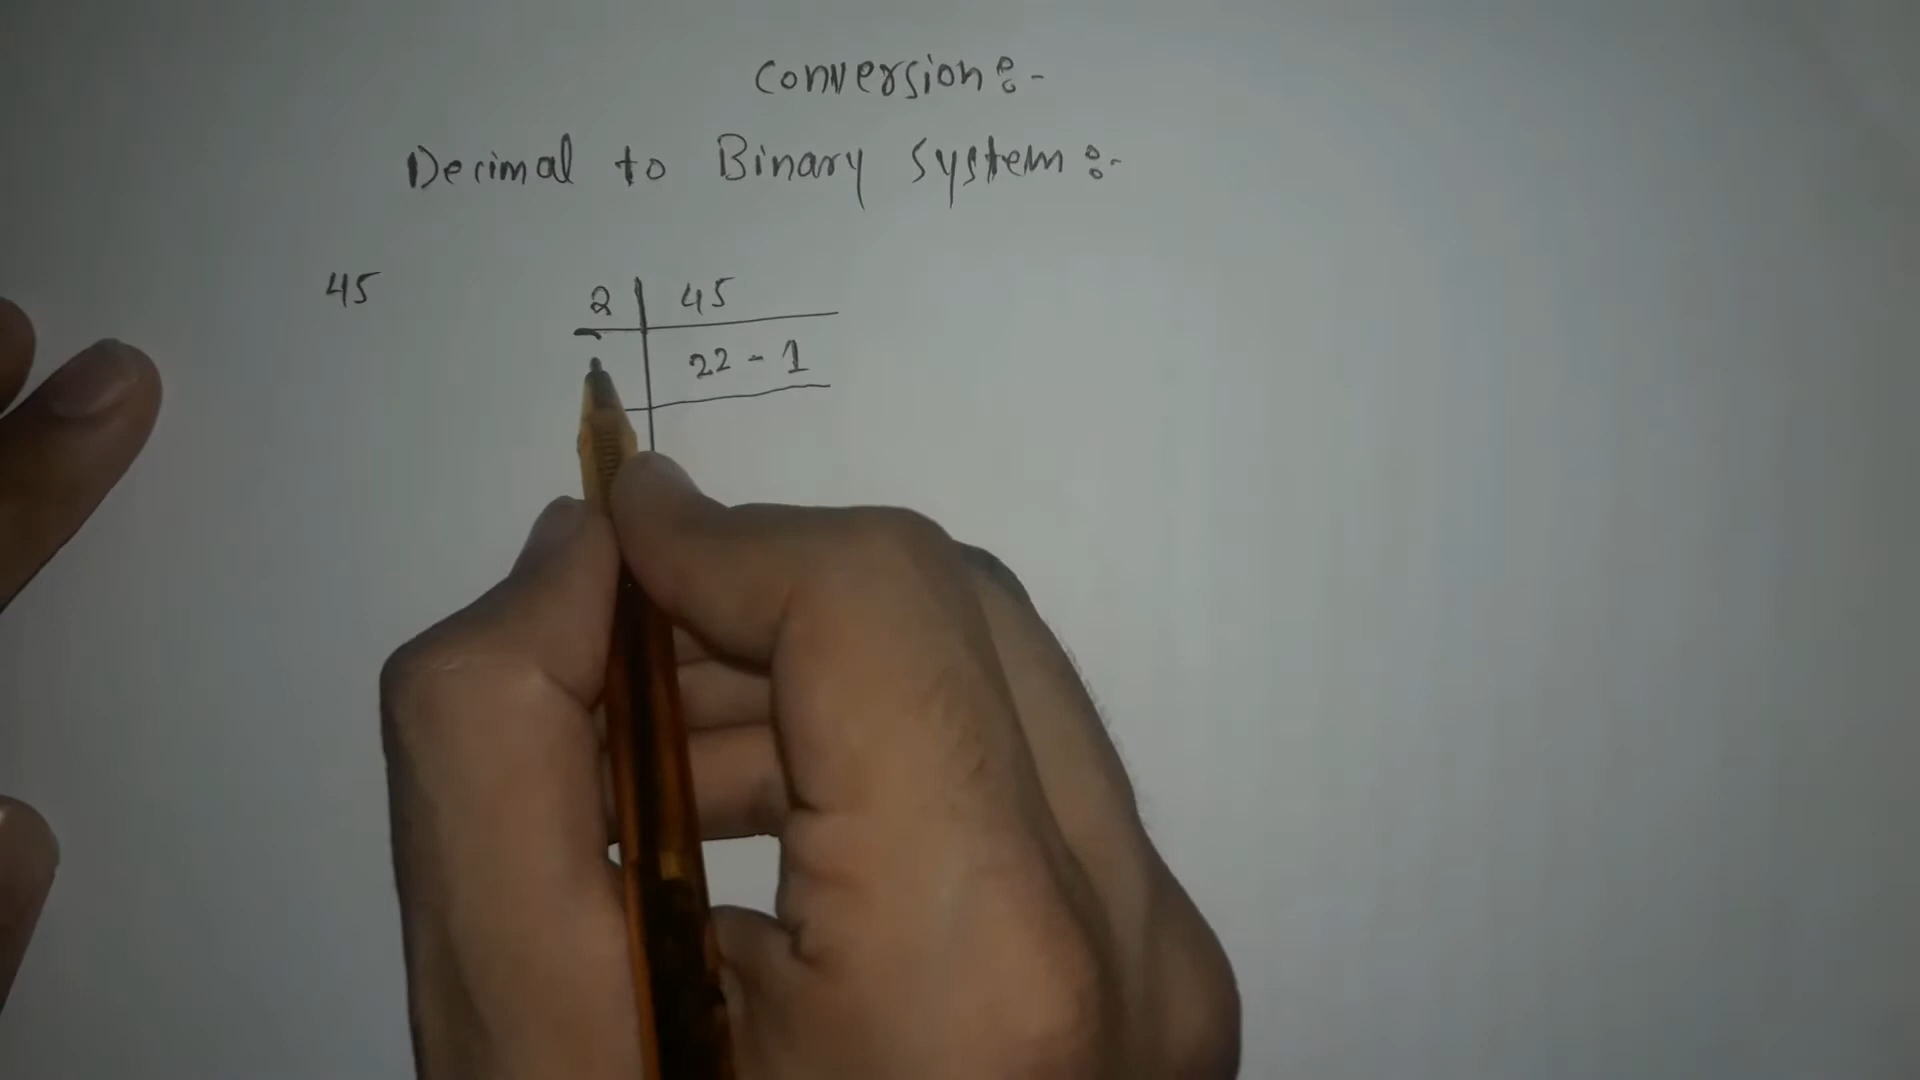 Conversion:-
Decimal to Binary System:-
45
2 | 45
22 - 1